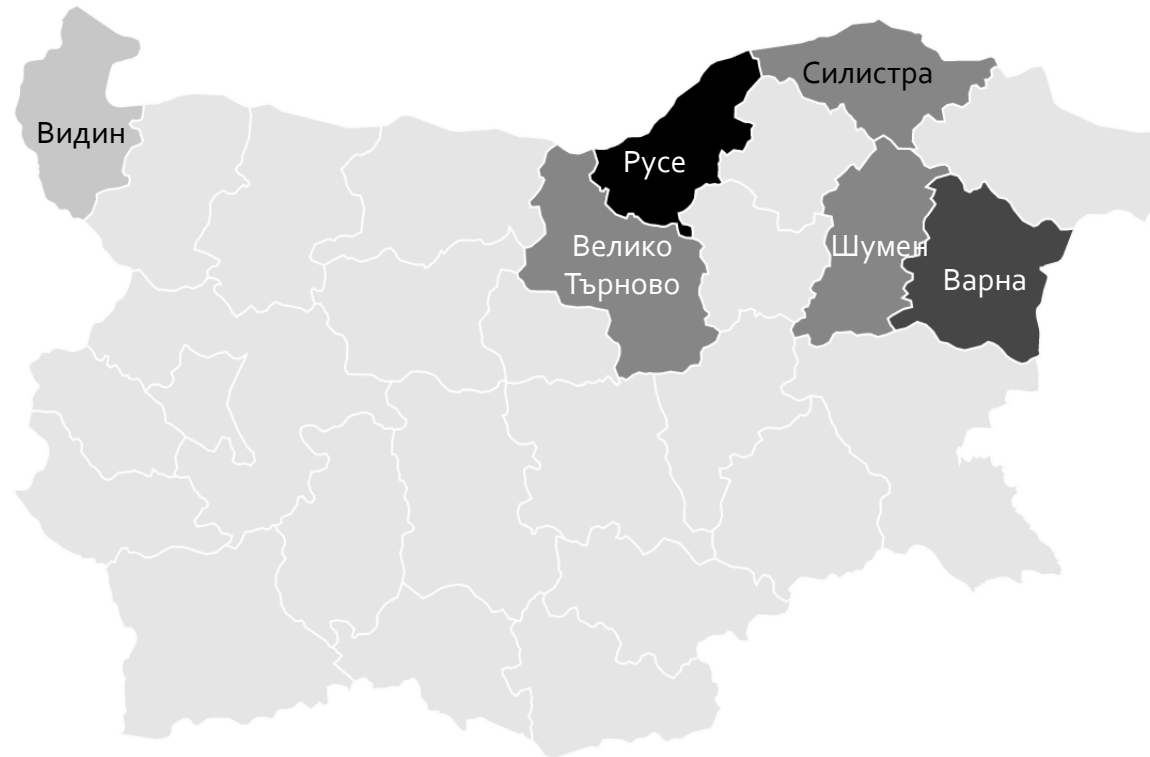 Силистра
Видин
Русе
Велико
Търново
Шумен
Варна